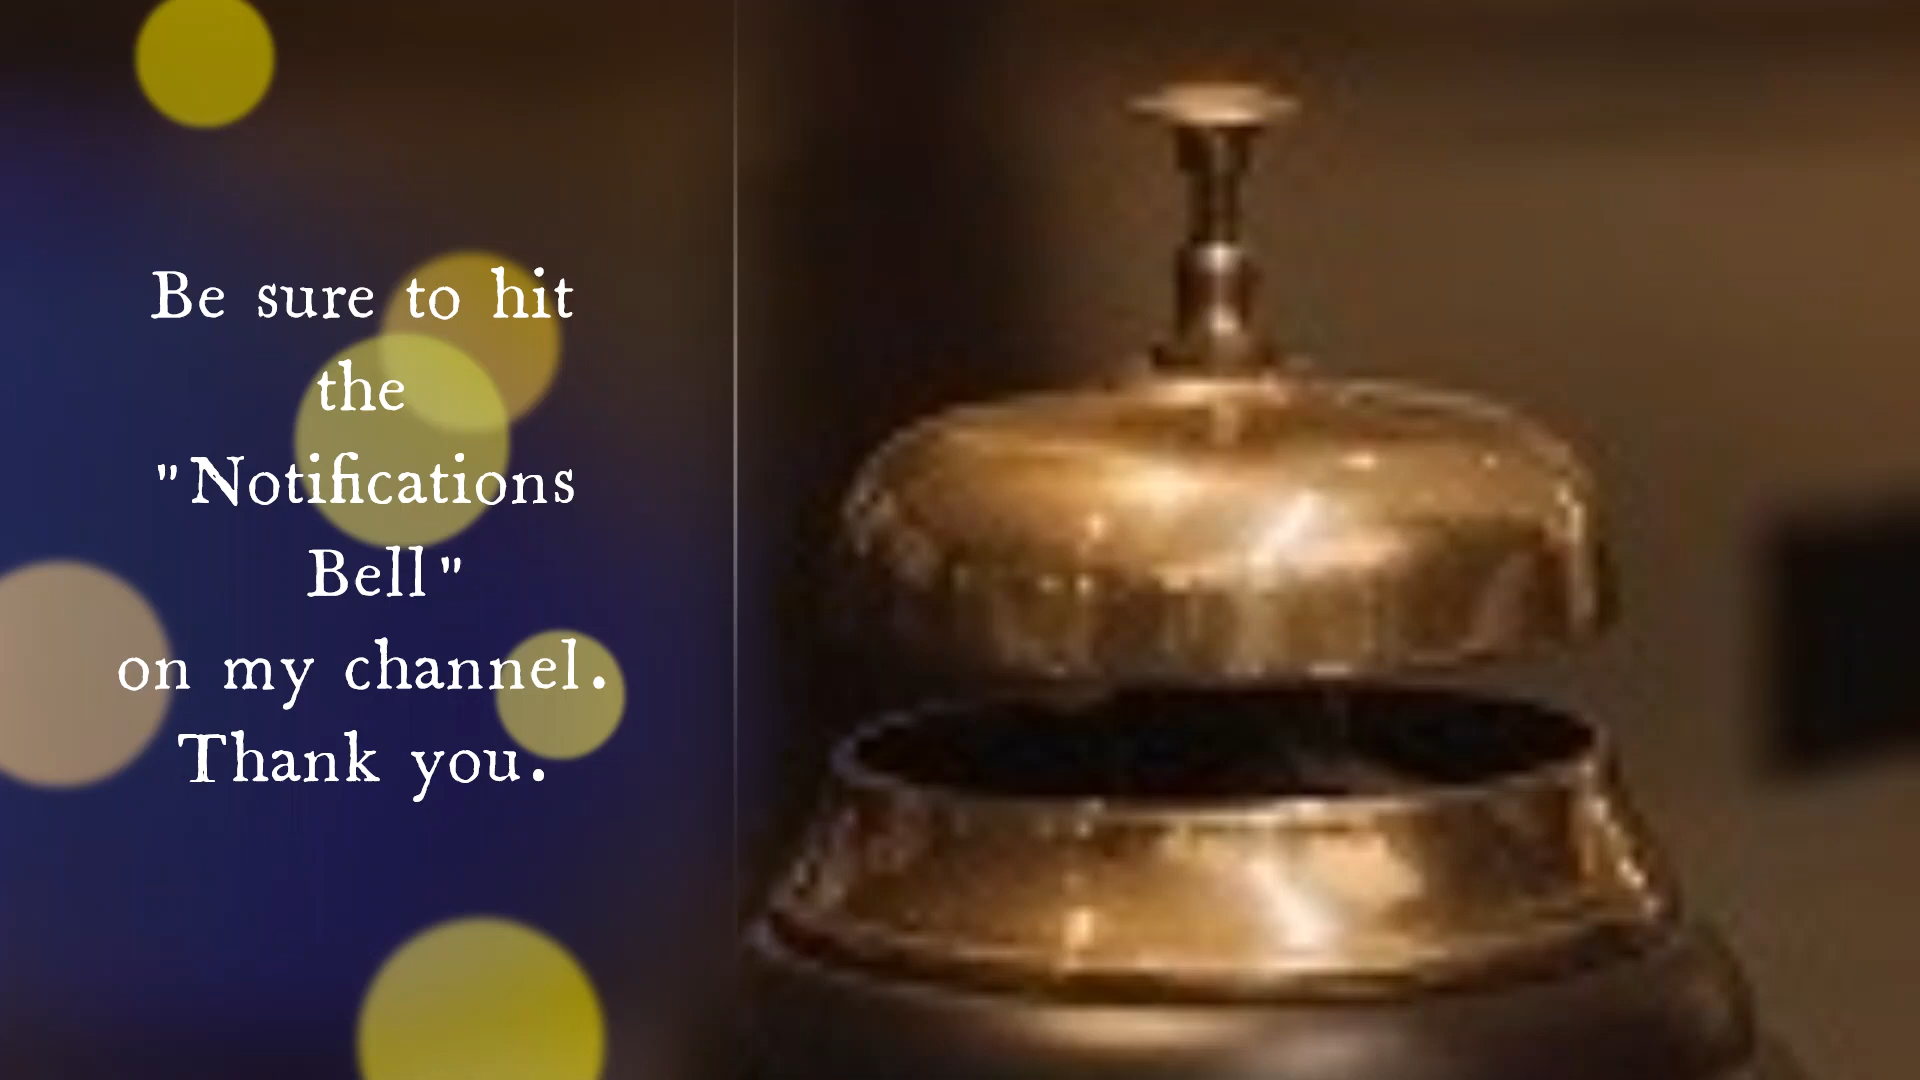 Be sure to hit
the
"Notifications
Bell"
on my channel.
Thank you.